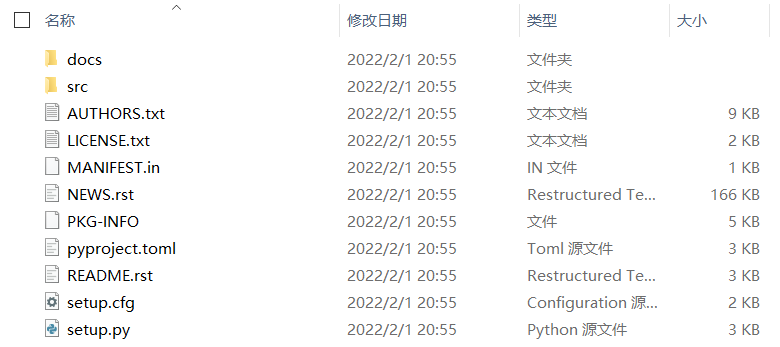 名称 修改日期 类型 大小
docs 2022/2/1 20:55 文件夹
src 2022/2/1 20:55 文件夹
AUTHORS.txt 2022/2/1 20:55 文本文档 9 KB
LICENSE.txt 2022/2/1 20:55 文本文档 2 KB
MANIFEST.in 2022/2/1 20:55 IN 文件 1 KB
NEWS.rst 2022/2/1 20:55 Restructured Te... 166 KB
PKG-INFO 2022/2/1 20:55 文件 5 KB
pyproject.toml 2022/2/1 20:55 Toml 源文件 3 KB
README.rst 2022/2/1 20:55 Restructured Te... 3 KB
setup.cfg 2022/2/1 20:55 Configuration 源... 2 KB
setup.py 2022/2/1 20:55 Python 源文件 3 KB